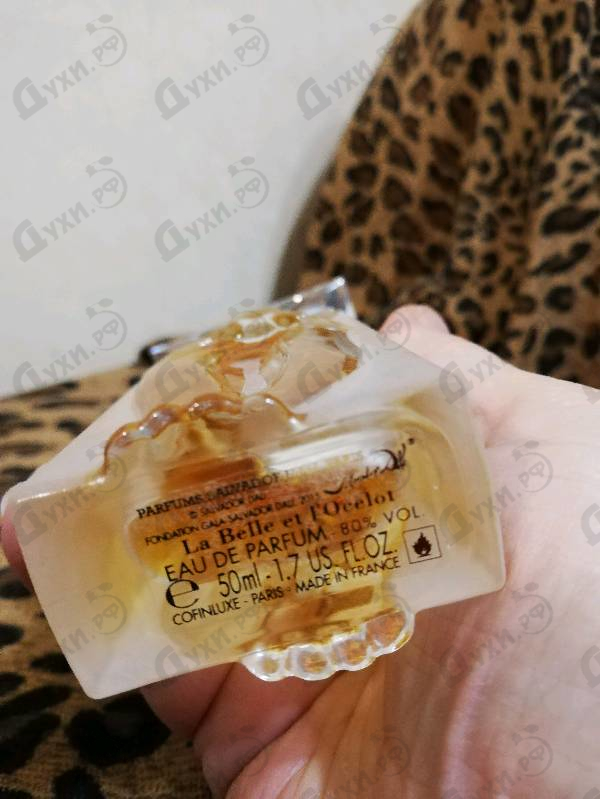 PARFUMS SALVADOR DALI
© SALVADOR DALI
FONDATION GALA-SALVADOR DALI
La Belle et l'Ocelot
EAU DE PARFUM - 80% VOL.
e 50ml - 1.7 US. FL.OZ.
COFINLUXE - PARIS - MADE IN FRANCE
Духи.РФ